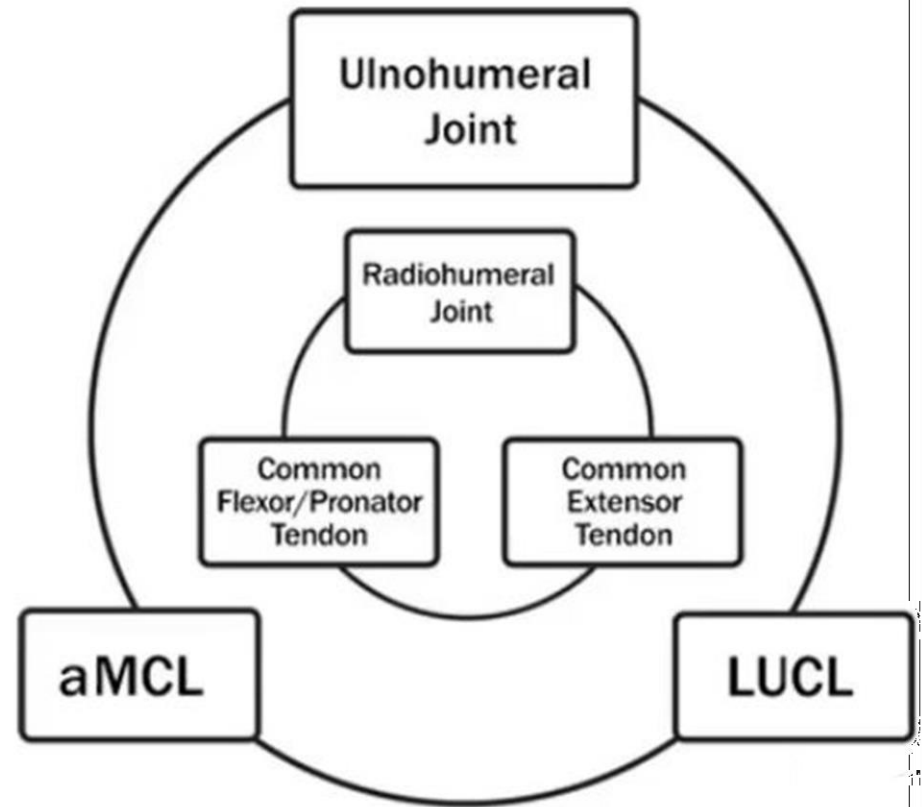 Ulnohumeral
Joint
Radiohumeral
Joint
Common
Flexor/Pronator
Tendon
Common
Extensor
Tendon
aMCL
LUCL